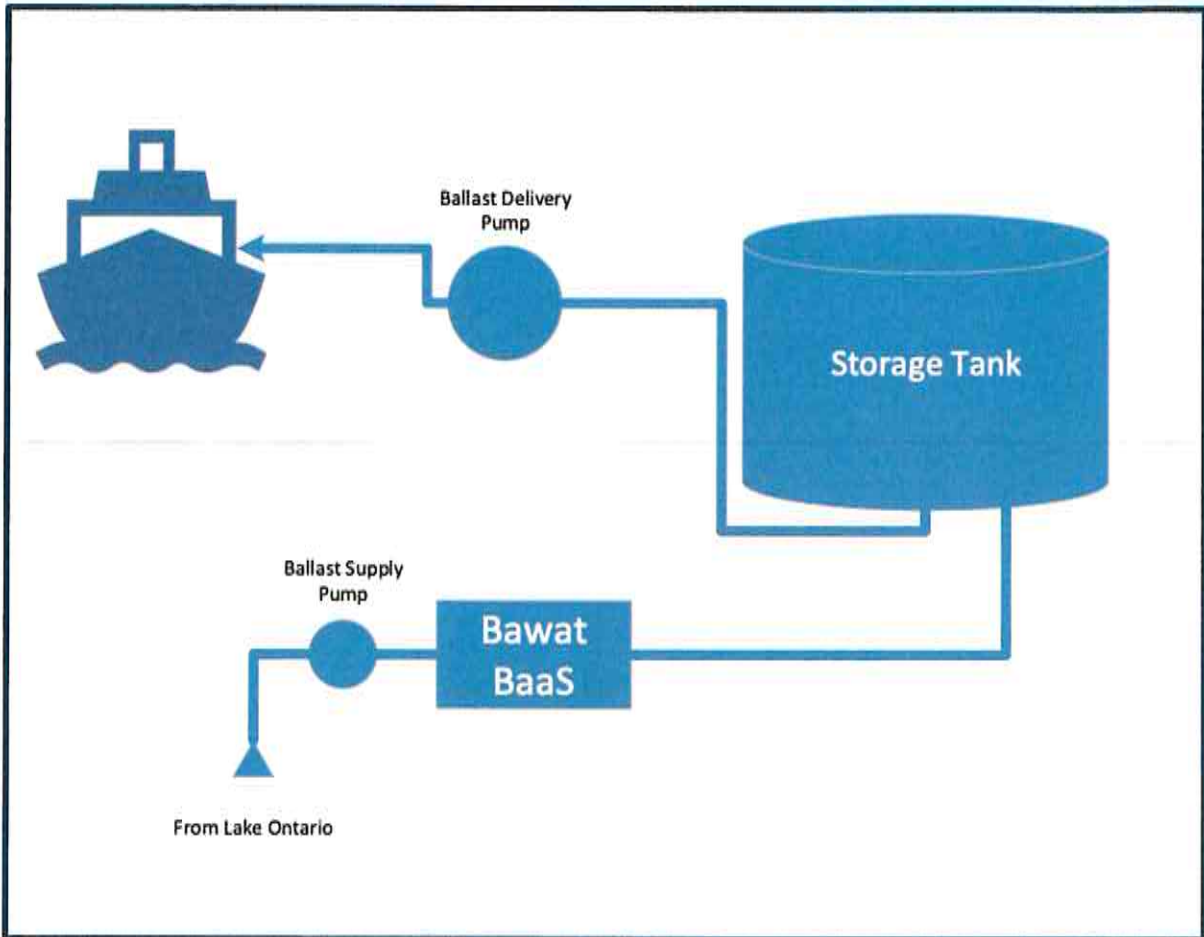 Ballast Delivery
Pump
Storage Tank
Ballast Supply
Pump
Bawat
BaaS
From Lake Ontario